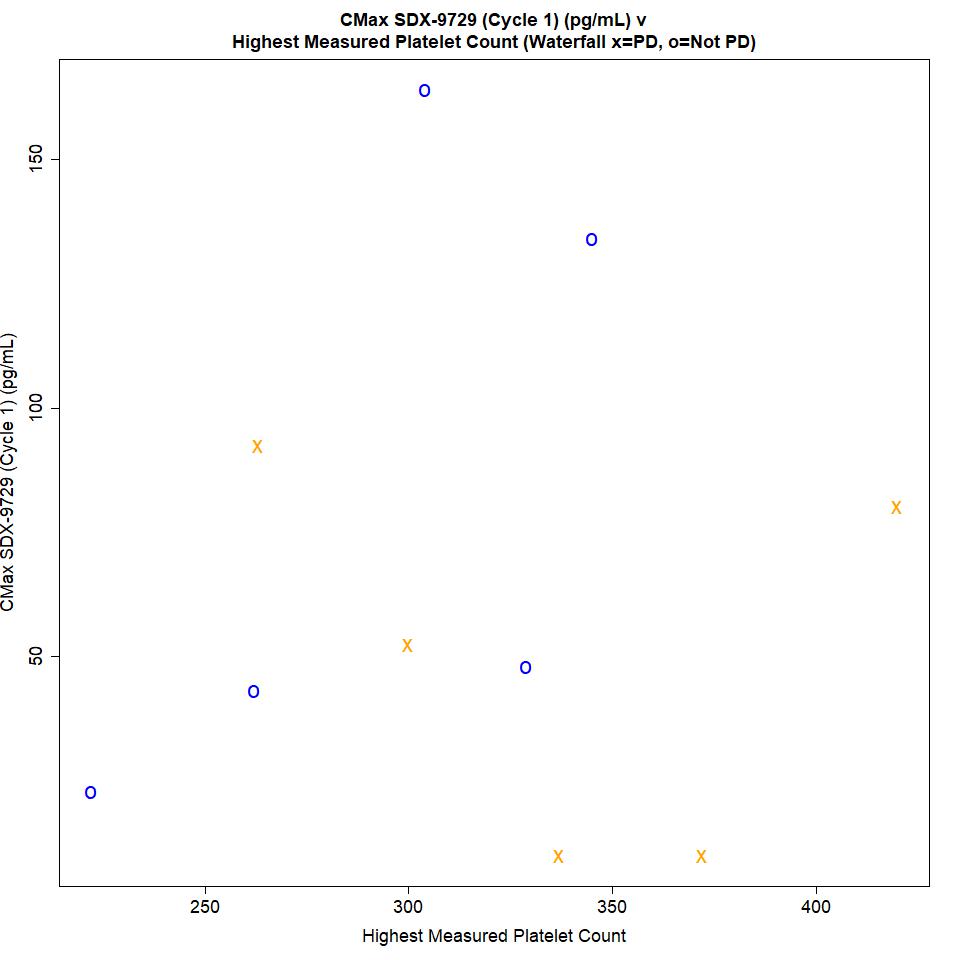 CMax SDX-9729 (Cycle 1) (pg/mL) v
Highest Measured Platelet Count (Waterfall x=PD, o=Not PD)
CMax SDX-9729 (Cycle 1) (pg/mL)
150
100
50
o
o
x
x
x
o
o
o
x
x
250
300
350
400
Highest Measured Platelet Count